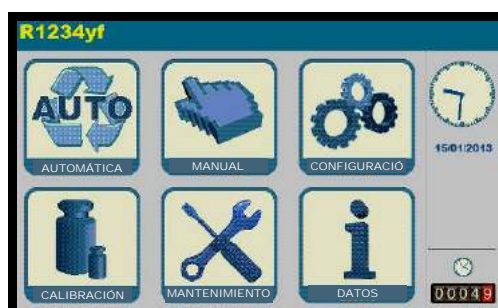 R1234yf
AUTO
AUTOMÁTICA
MANUAL
CONFIGURACIÓ
15/01/2013
CALIBRACIÓN
MANTENIMIENTO
DATOS
00049